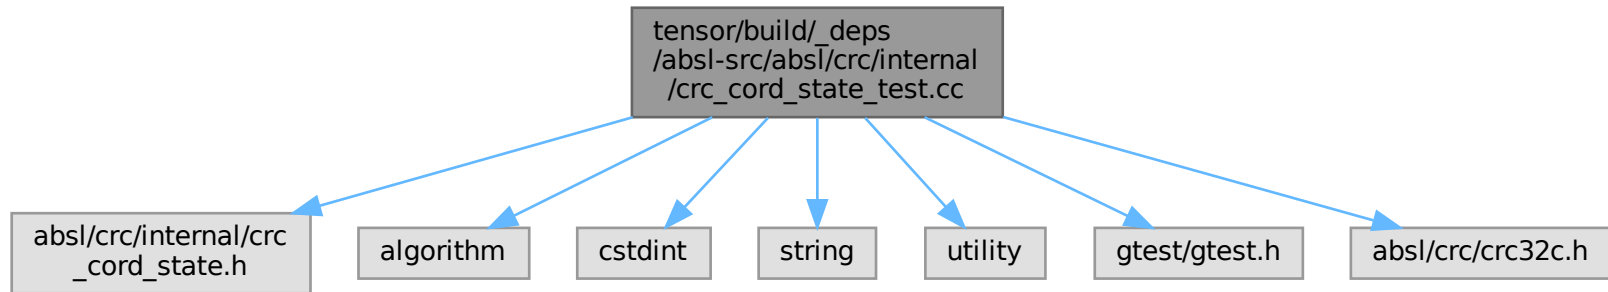 tensor/build/_deps
/absl-src/absl/crc/internal
/crc_cord_state_test.cc
absl/crc/internal/crc
_cord_state.h
algorithm
cstdint
string
utility
gtest/gtest.h
absl/crc/crc32c.h